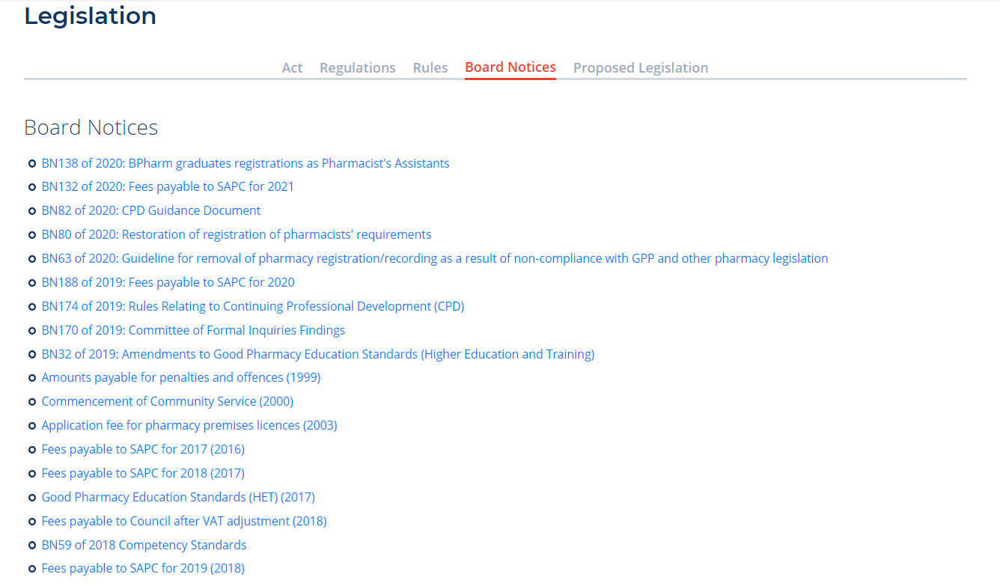 Legislation
Act Regulations Rules Board Notices Proposed Legislation
Board Notices
BN138 of 2020: BPharm graduates registrations as Pharmacist's Assistants
BN132 of 2020: Fees payable to SAPC for 2021
BN82 of 2020: CPD Guidance Document
BN80 of 2020: Restoration of registration of pharmacists' requirements
BN63 of 2020: Guideline for removal of pharmacy registration/recording as a result of non-compliance with GPP and other pharmacy legislation
BN188 of 2019: Fees payable to SAPC for 2020
BN174 of 2019: Rules Relating to Continuing Professional Development (CPD)
BN170 of 2019: Committee of Formal Inquiries Findings
BN32 of 2019: Amendments to Good Pharmacy Education Standards (Higher Education and Training)
Amounts payable for penalties and offences (1999)
Commencement of Community Service (2000)
Application fee for pharmacy premises licences (2003)
Fees payable to SAPC for 2017 (2016)
Fees payable to SAPC for 2018 (2017)
Good Pharmacy Education Standards (HET) (2017)
Fees payable to Council after VAT adjustment (2018)
BN59 of 2018 Competency Standards
Fees payable to SAPC for 2019 (2018)